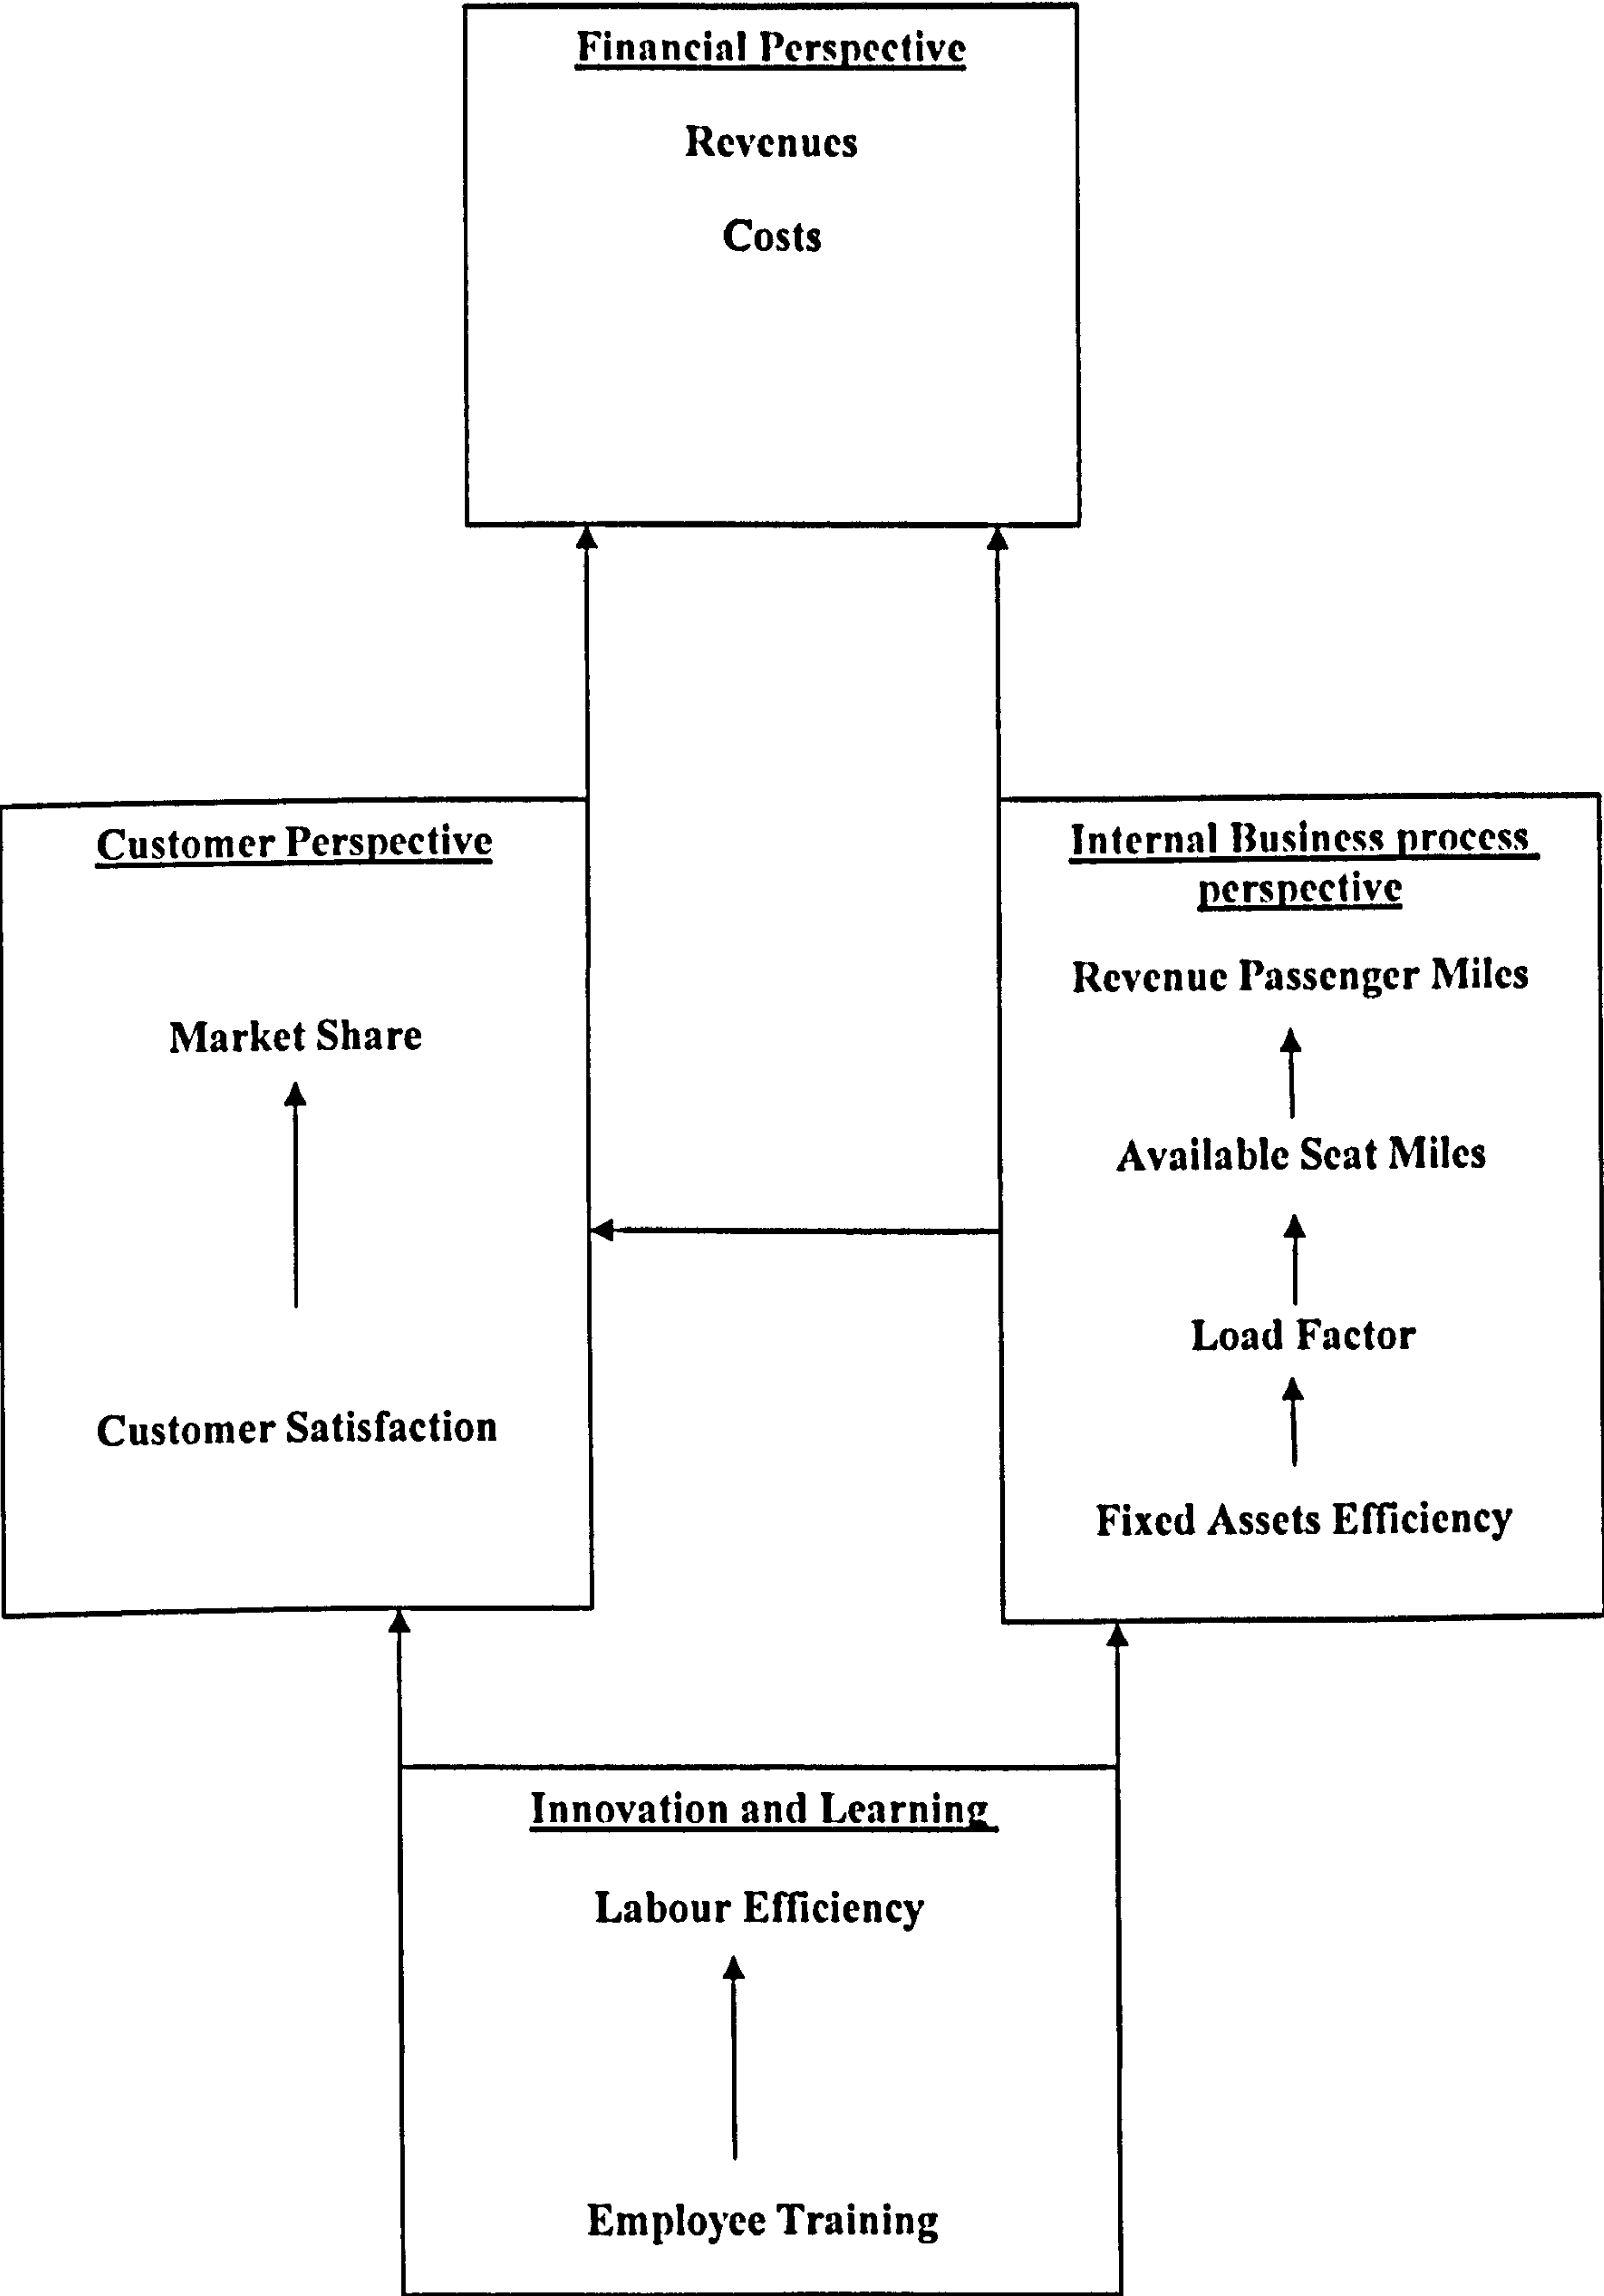 Financial Perspective
Revenues
Costs
Customer Perspective
Market Share
Customer Satisfaction
Internal Business process
perspective
Revenue Passenger Miles
Available Seat Miles
Load Factor
Fixed Assets Efficiency
Innovation and Learning
Labour Efficiency
Employee Training